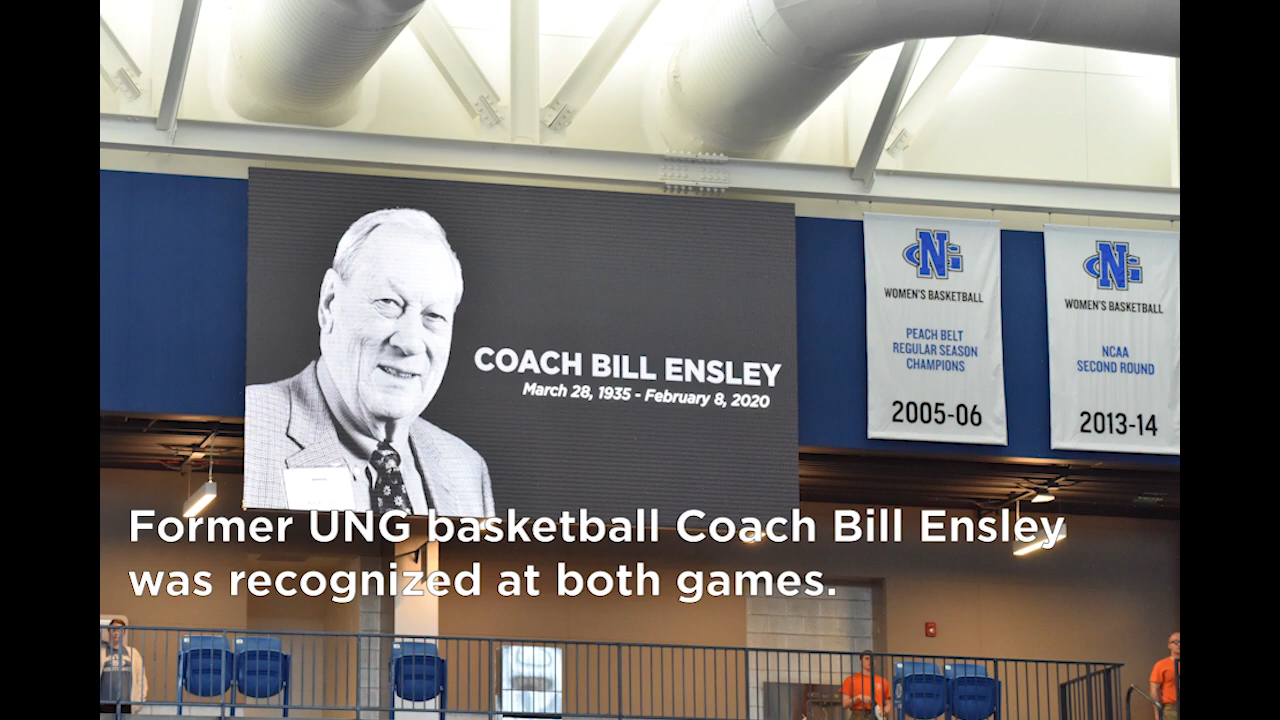 COACH BILL ENSLEY
March 28, 1935 - February 8, 2020
N
WOMEN'S BASKETBALL
PEACH BELT
REGULAR SEASON
CHAMPIONS
2005-06
N
WOMEN'S BASKETBALL
NCAA
SECOND ROUND
2013-14
Former UNG basketball Coach Bill Ensley
was recognized at both games.